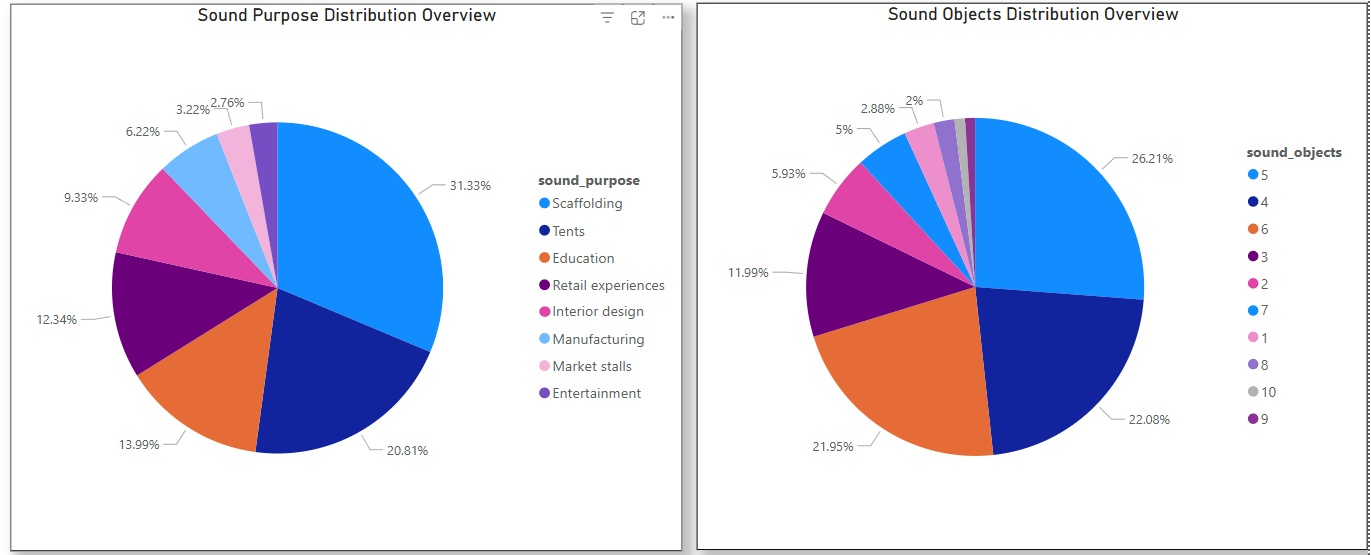 Sound Purpose Distribution Overview
2.76%
3.22%
6.22%
9.33%
12.34%
13.99%
20.81%
31.33%
sound_purpose
Scaffolding
Tents
Education
Retail experiences
Interior design
Manufacturing
Market stalls
Entertainment
Sound Objects Distribution Overview
2%
2.88%
5%
5.93%
11.99%
21.95%
22.08%
26.21%
sound_objects
5
4
6
3
2
7
1
8
10
9